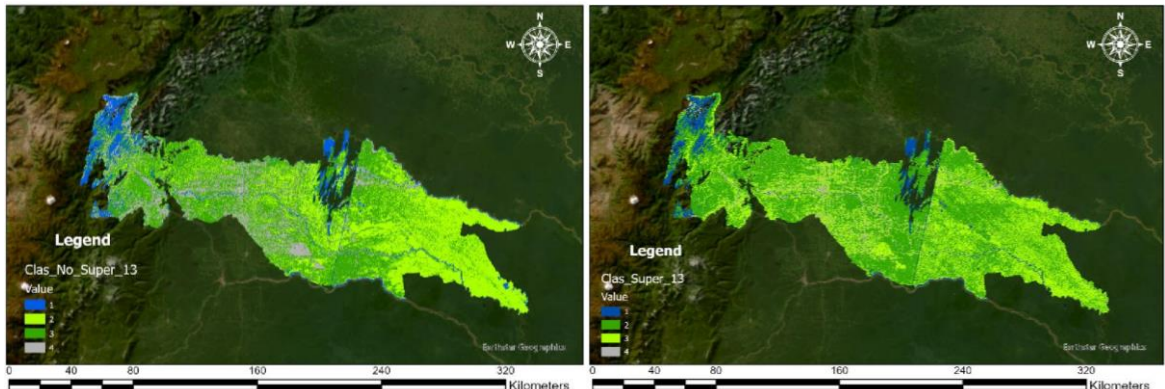 N
W E
S
Legend
Clas_No_Super_13
Value
1
2
3
4
Earthstar Geographics
0 40 80 160 240 320
Kilometers
N
W E
S
Legend
Clas_Super_13
Value
1
2
3
4
Earthstar Geographics
0 40 80 160 240 320
Kilometers